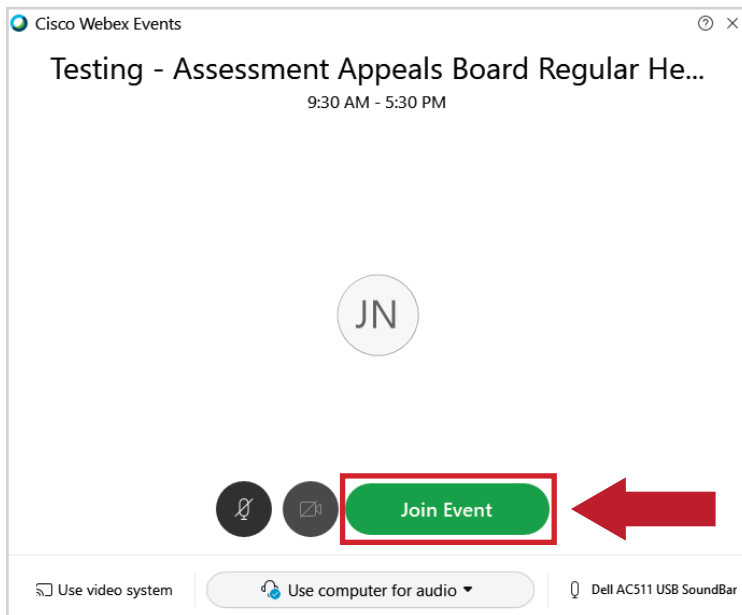 Cisco Webex Events
Testing - Assessment Appeals Board Regular He...
9:30 AM - 5:30 PM
JN
Join Event
Use video system
Use computer for audio
Dell AC511 USB SoundBar